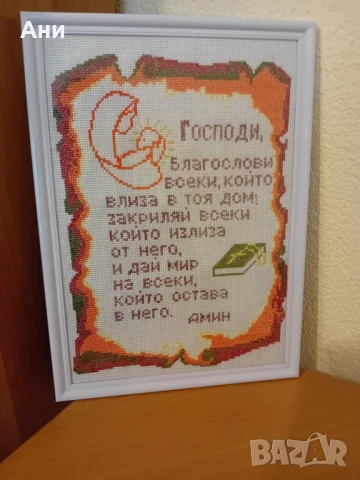 Ани
Господи,
Благослови
всеки, който
влиза в тоя дом;
закриляй всеки
който излиза
от него,
и дай мир
на всеки,
който остава
в него. Амин
BAZAR